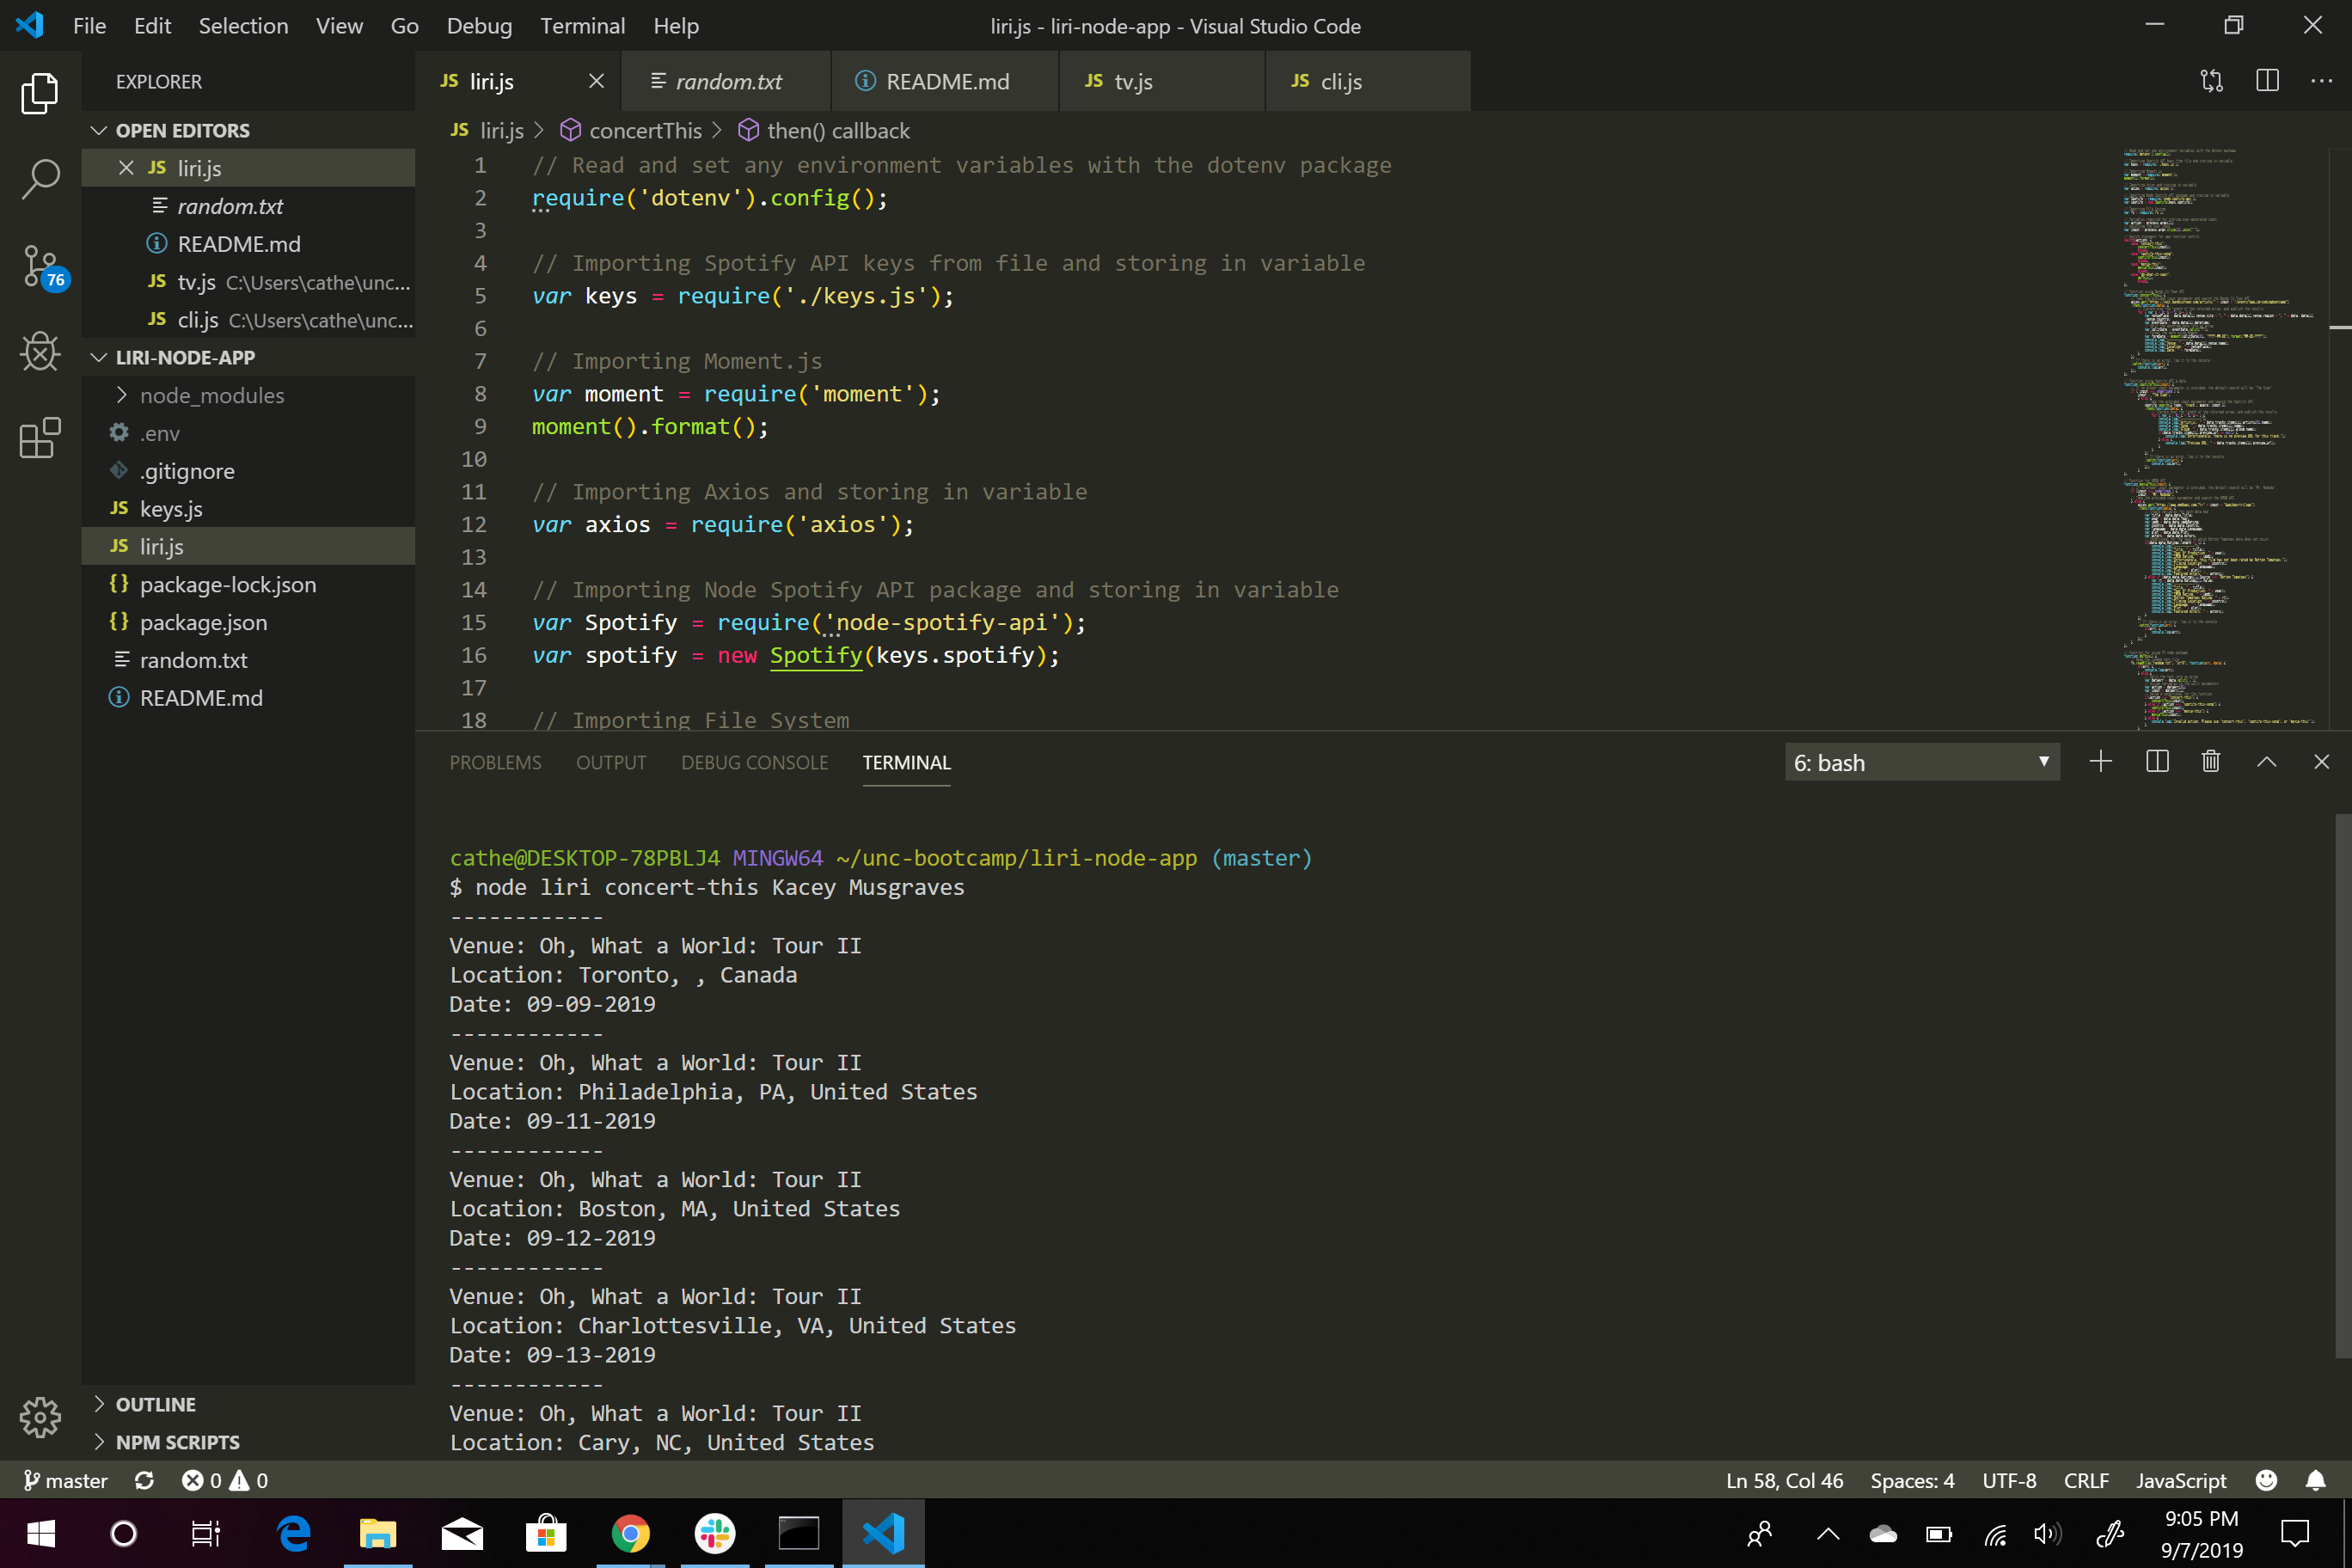 File Edit Selection View Go Debug Terminal Help
liri.js - liri-node-app - Visual Studio Code
EXPLORER
OPEN EDITORS
JS liri.js
random.txt
README.md
JS tv.js C:\Users\cathe\unc...
JS cli.js C:\Users\cathe\unc...
LIRI-NODE-APP
node_modules
.env
.gitignore
JS keys.js
JS liri.js
{} package-lock.json
{} package.json
random.txt
README.md
OUTLINE
NPM SCRIPTS
76
JS liri.js
random.txt
README.md
JS tv.js
JS cli.js
JS liri.js > concertThis > then() callback
1 // Read and set any environment variables with the dotenv package
2 require('dotenv').config();
3
4 // Importing Spotify API keys from file and storing in variable
5 var keys = require('./keys.js');
6
7 // Importing Moment.js
8 var moment = require('moment');
9 moment().format();
10
11 // Importing Axios and storing in variable
12 var axios = require('axios');
13
14 // Importing Node Spotify API package and storing in variable
15 var Spotify = require('node-spotify-api');
16 var spotify = new Spotify(keys.spotify);
17
18 // Importing File System
PROBLEMS OUTPUT DEBUG CONSOLE TERMINAL
6: bash
cathe@DESKTOP-78PBLJ4 MINGW64 ~/unc-bootcamp/liri-node-app (master)
$ node liri concert-this Kacey Musgraves
------------
Venue: Oh, What a World: Tour II
Location: Toronto, , Canada
Date: 09-09-2019
------------
Venue: Oh, What a World: Tour II
Location: Philadelphia, PA, United States
Date: 09-11-2019
------------
Venue: Oh, What a World: Tour II
Location: Boston, MA, United States
Date: 09-12-2019
------------
Venue: Oh, What a World: Tour II
Location: Charlottesville, VA, United States
Date: 09-13-2019
------------
Venue: Oh, What a World: Tour II
Location: Cary, NC, United States
master 0 0
Ln 58, Col 46 Spaces: 4 UTF-8 CRLF JavaScript
9:05 PM
9/7/2019